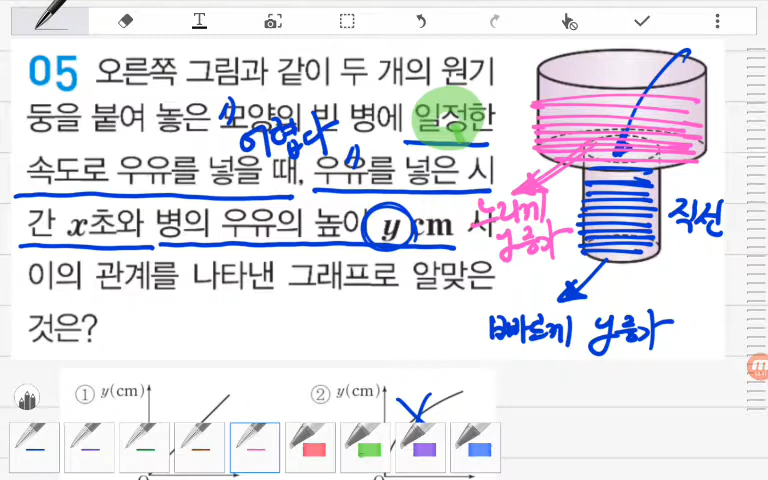 T
05 오른쪽 그림과 같이 두 개의 원기
둥을 붙여 놓은 모양의 빈 병에 일정한
어렵다
속도로 우유를 넣을 때, 우유를 넣은 시
간 x초와 병의 우유의 높이 y cm 사
이의 관계를 나타낸 그래프로 알맞은
것은?
느리게
y증가
직선
빠르게 y증가
① y(cm)
② y(cm)